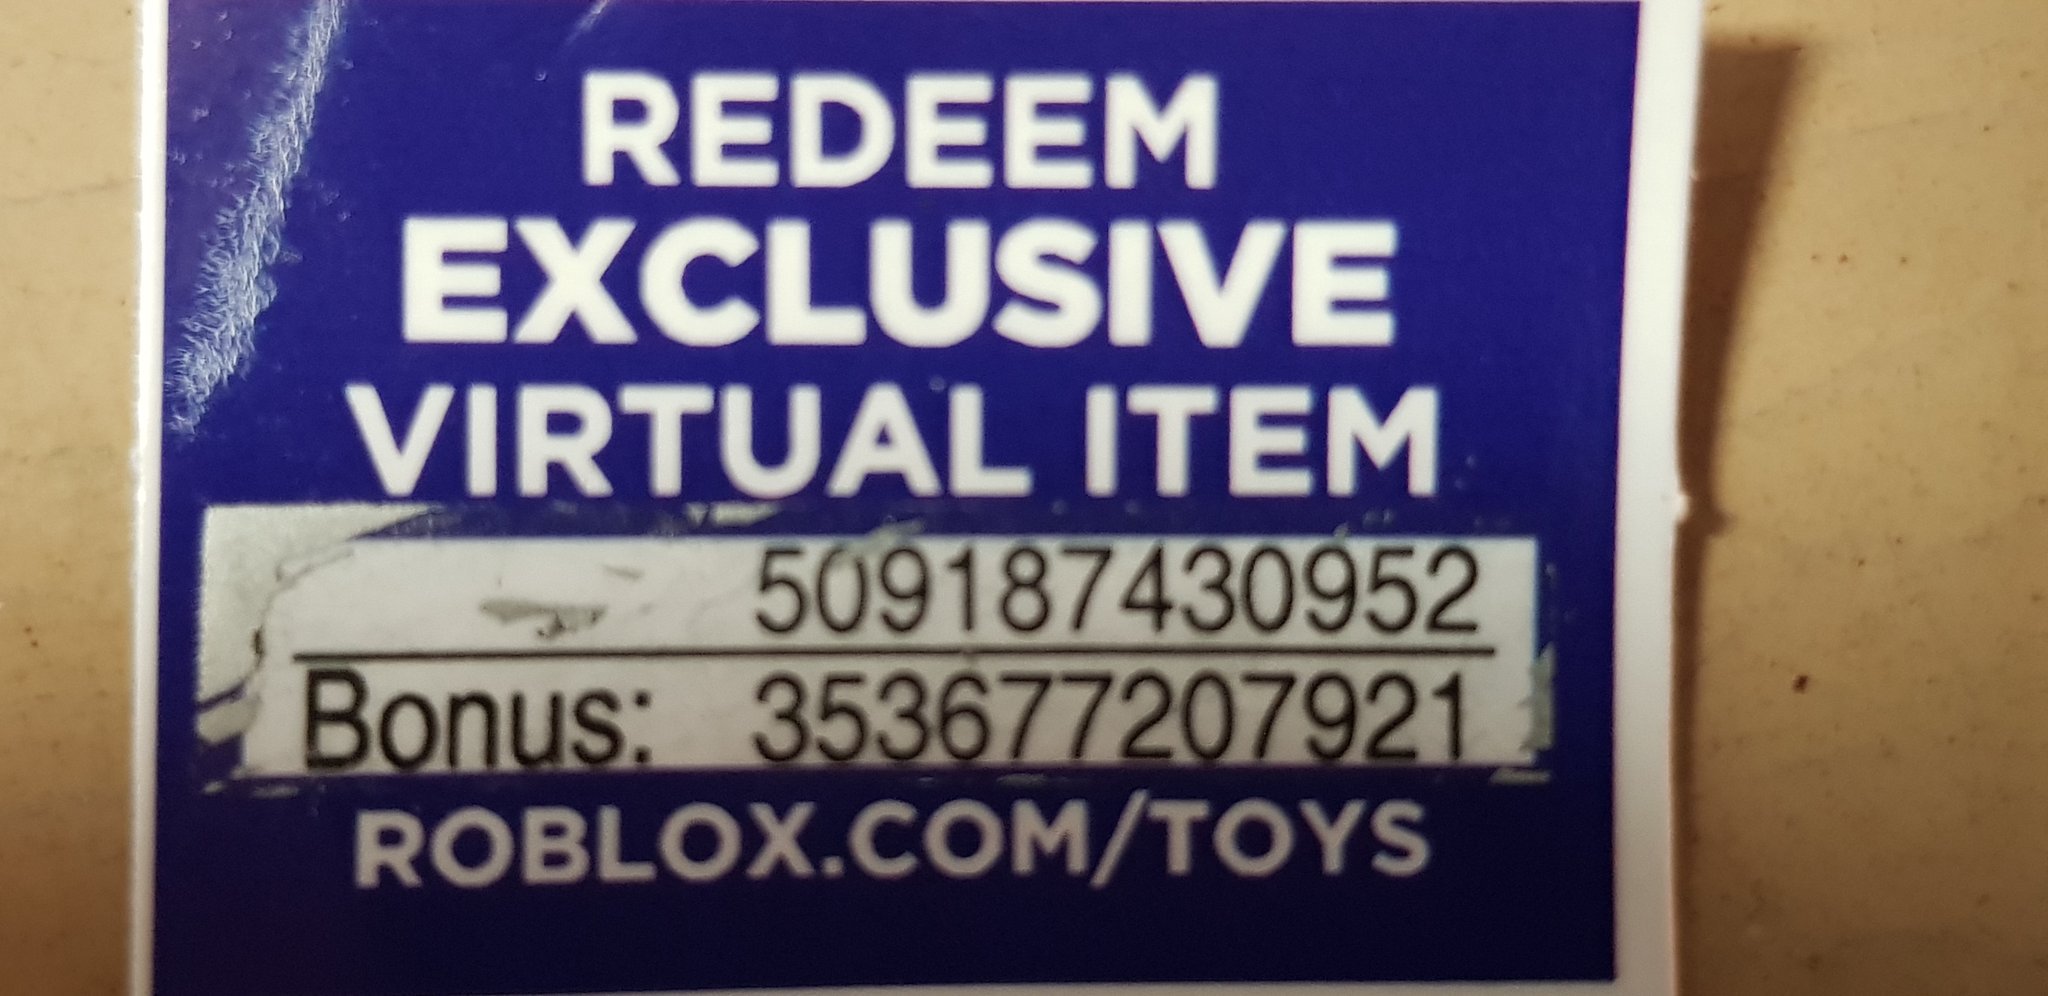 REDEEM
EXCLUSIVE
VIRTUAL ITEM
509187430952
Bonus: 353677207921
ROBLOX.COM/TOYS